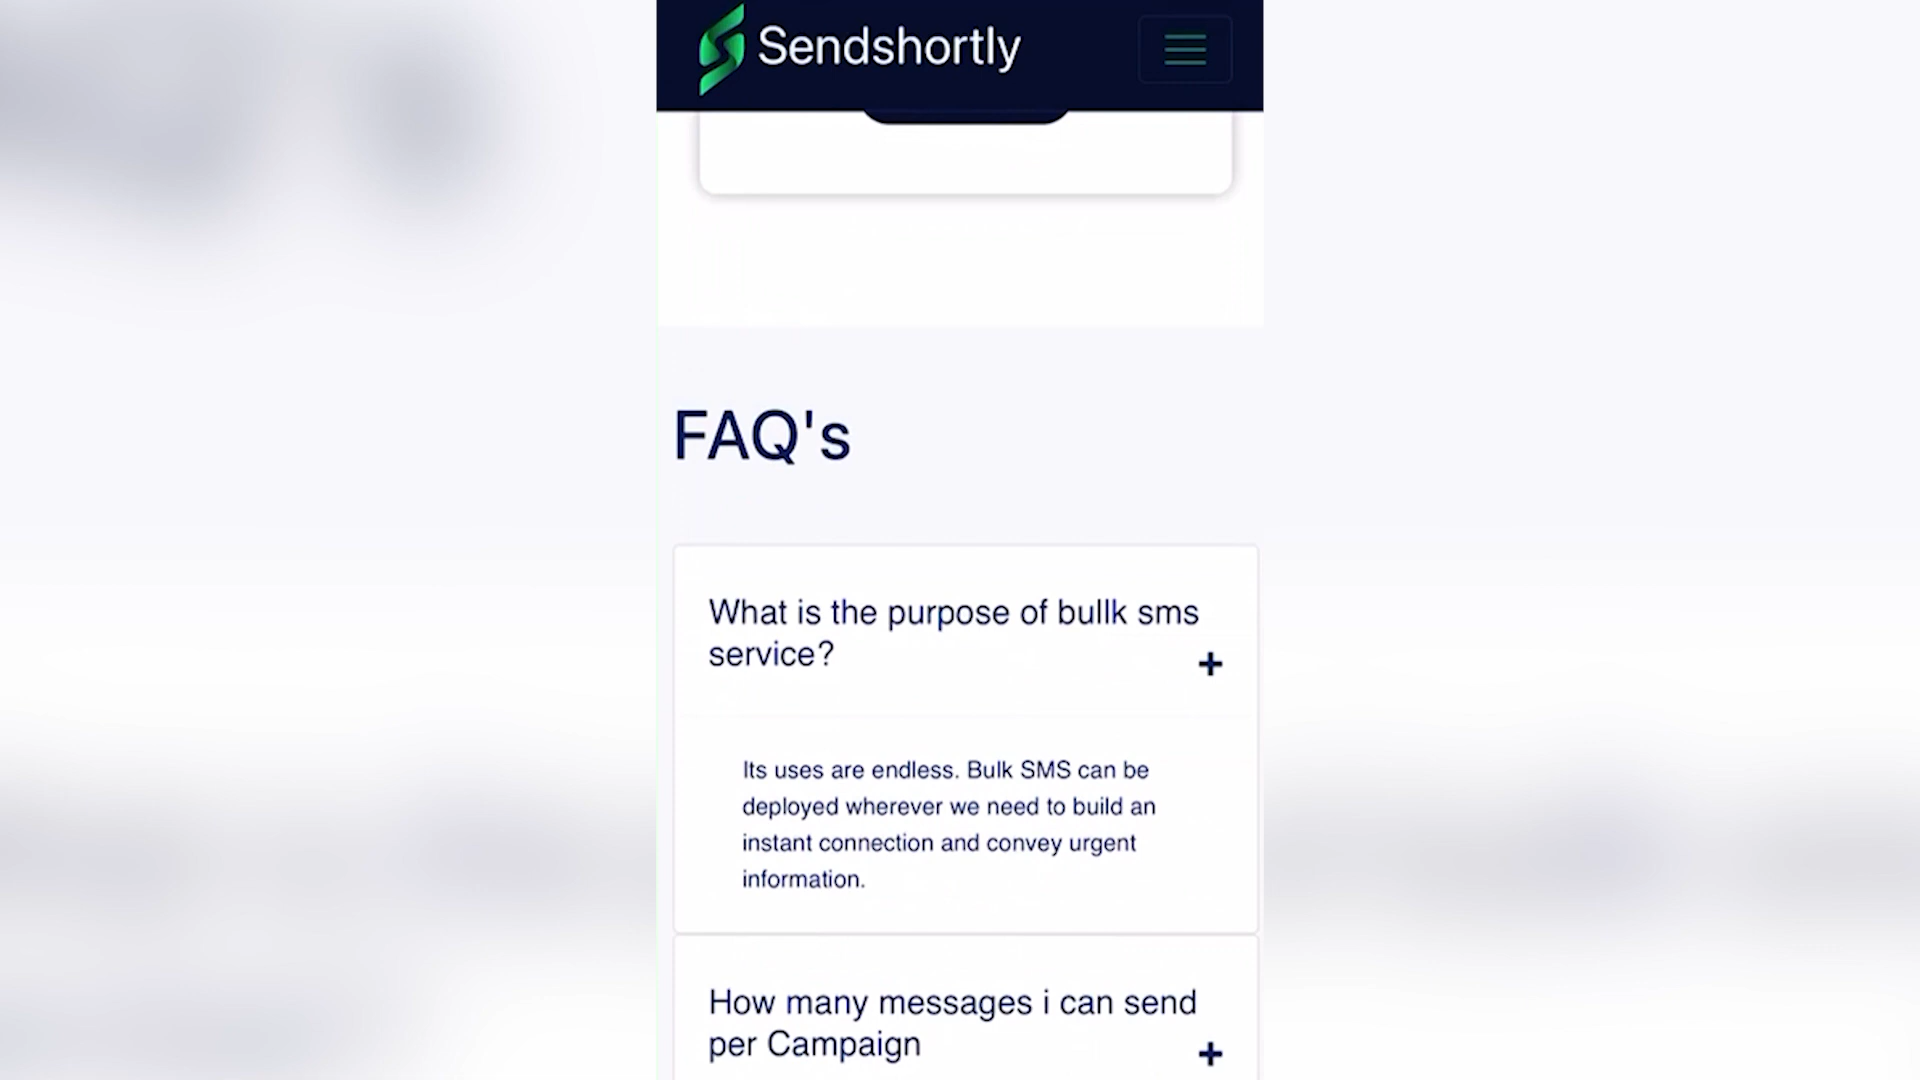 Sendshortly
FAQ's
What is the purpose of bullk sms
service?
+
Its uses are endless. Bulk SMS can be
deployed wherever we need to build an
instant connection and convey urgent
information.
How many messages i can send
per Campaign
+